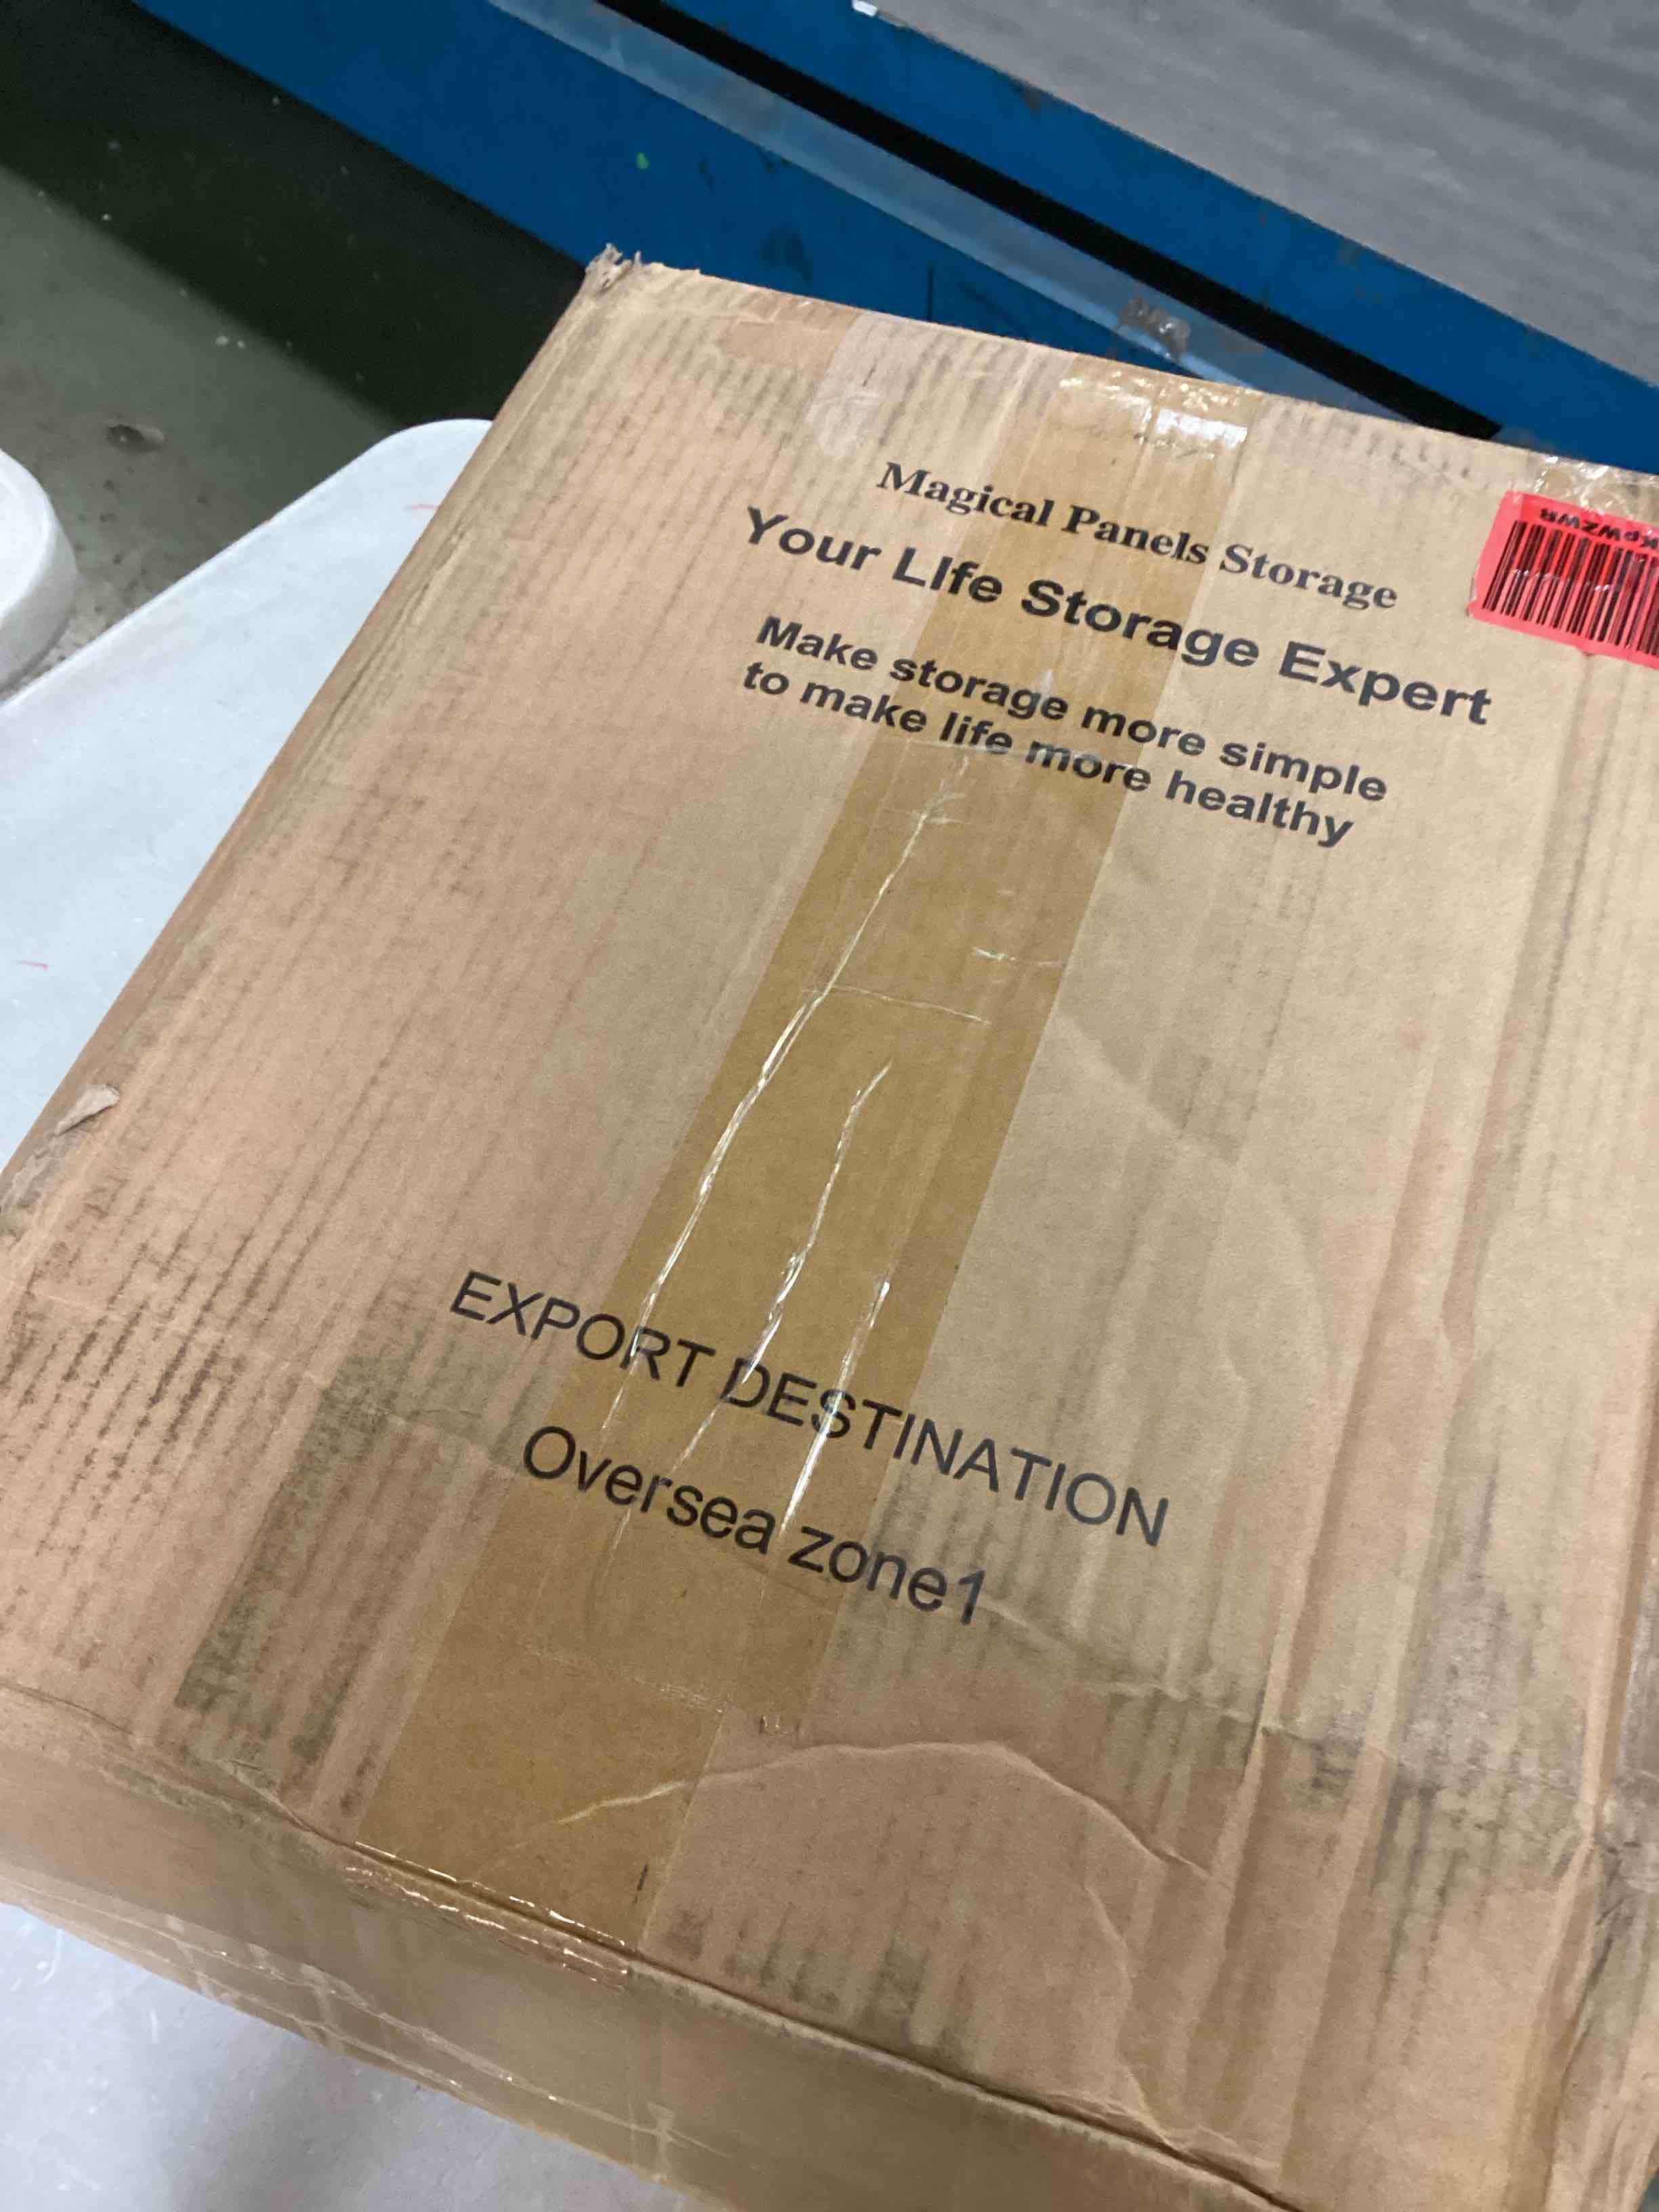 Magical Panels Storage
Your LIfe Storage Expert
Make storage more simple
to make life more healthy
EXPORT DESTINATION
Oversea zone1